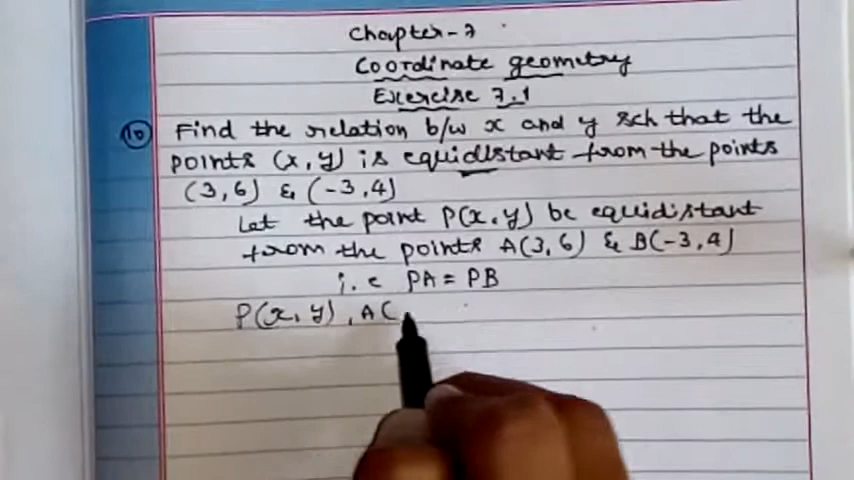 Chapter-7
Coordinate geometry
Exercise 7.1
10 Find the relation b/w x and y sch that the
points (x, y) is equidistant from the points
(3,6) & (-3,4)
Let the point P(x,y) be equidistant
from the points A(3,6) & B(-3,4)
i.e PA = PB
P(x, y), A(